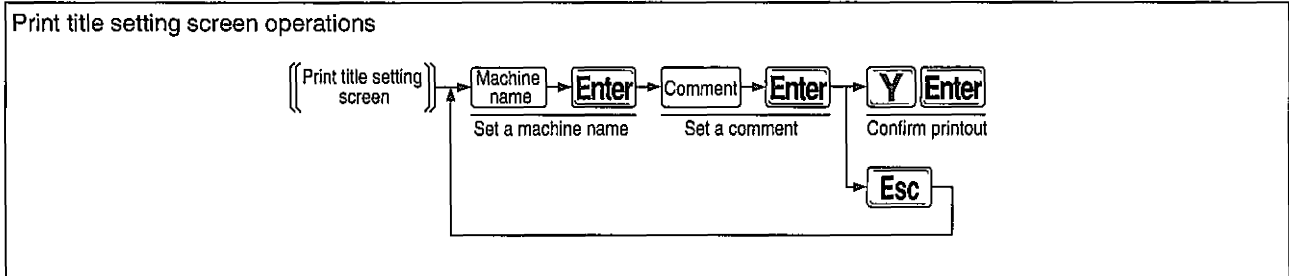 Print title setting screen operations
Print title setting
screen
Machine
name
Enter
Comment
Enter
Y
Enter
Set a machine name
Set a comment
Confirm printout
Esc